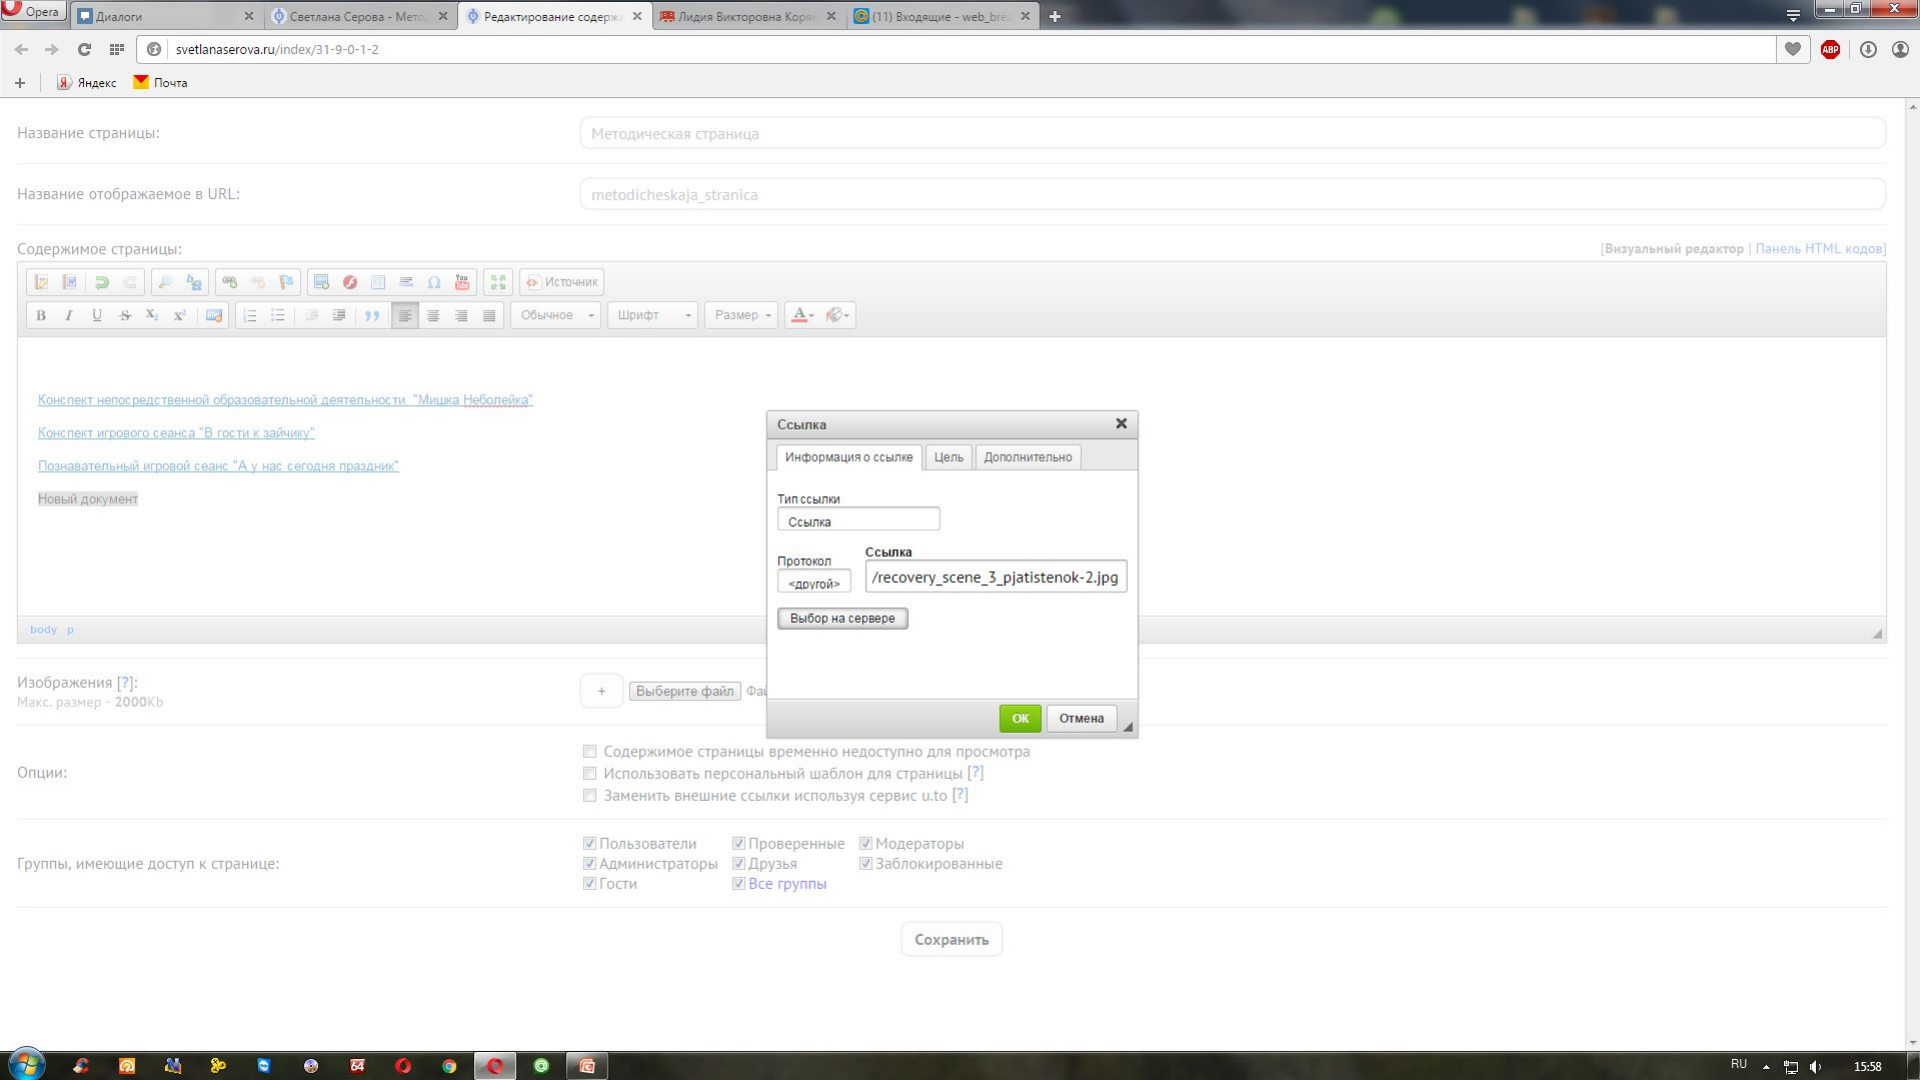 Opera
Диалоги
Светлана Серова - Метод
Редактирование содерж
Лидия Викторовна Коря
(11) Входящие - web_brea
svetlanaserova.ru/index/31-9-0-1-2
ABP
Яндекс
Почта
Название страницы:
Методическая страница
Название отображаемое в URL:
metodicheskaja_stranica
Содержимое страницы:
[Визуальный редактор | Панель HTML кодов]
Источник
Обычное
Шрифт
Размер
Конспект непосредственной образовательной деятельности "Мишка Неболейка"
Конспект игрового сеанса "В гости к зайчику"
Познавательный игровой сеанс "А у нас сегодня праздник"
Новый документ
body p
Ссылка
Информация о ссылке
Цель
Дополнительно
Тип ссылки
Ссылка
Протокол
Ссылка
<другой>
/recovery_scene_3_pjatistenok-2.jpg
Выбор на сервере
ОК
Отмена
Изображения [?]:
Макс. размер - 2000Kb
+
Выберите файл
Фай
Опции:
Содержимое страницы временно недоступно для просмотра
Использовать персональный шаблон для страницы [?]
Заменить внешние ссылки используя сервис u.to [?]
Группы, имеющие доступ к странице:
Пользователи Проверенные Модераторы
Администраторы Друзья Заблокированные
Гости Все группы
Сохранить
64
RU
15:58